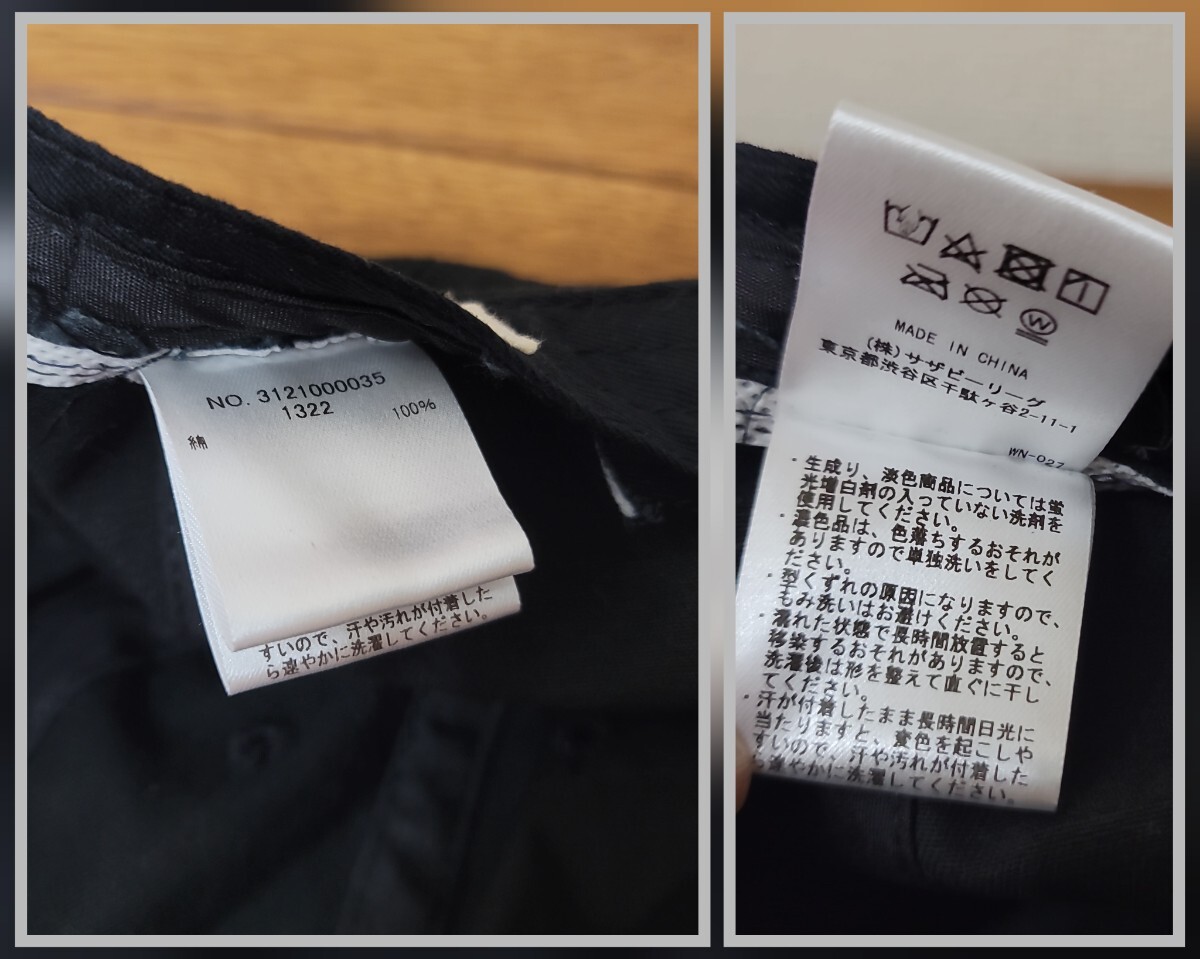 NO. 3121000035
1322
綿 100%
すいので、汗や汚れが付着した
ら速やかに洗濯してください。
MADE IN CHINA
(株)サザビーリーグ
東京都渋谷区千駄ヶ谷2-11-1
WN-027
・生成り、淡色商品については蛍
光増白剤の入っていない洗剤を
使用してください。
・濃色品は、色落ちするおそれが
ありますので単独洗いをしてく
ださい。
・型くずれの原因になりますので、
もみ洗いはお避けください。
・濡れた状態で長時間放置すると
移染するおそれがありますので、
洗濯後は形を整えて直ぐに干し
てください。
・汗が付着したまま長時間日光に
当たりますと、変色を起こしや
すいので、汗や汚れが付着した
ら速やかに洗濯してください。